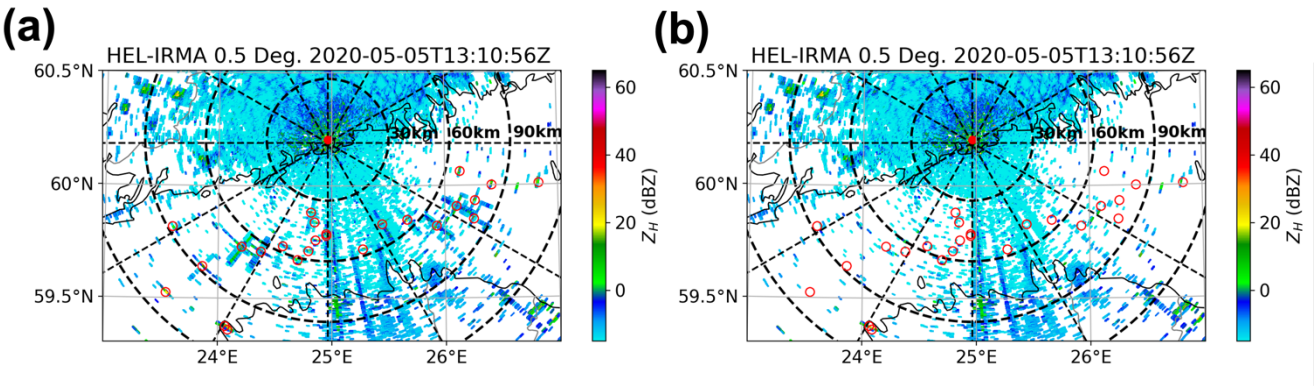 (a)
HEL-IRMA 0.5 Deg. 2020-05-05T13:10:56Z
60.5°N
60°N
59.5°N
24°E 25°E 26°E
30km 60km 90km
60
40
20
0
Z_H (dBZ)
(b)
HEL-IRMA 0.5 Deg. 2020-05-05T13:10:56Z
60.5°N
60°N
59.5°N
24°E 25°E 26°E
30km 60km 90km
60
40
20
0
Z_H (dBZ)